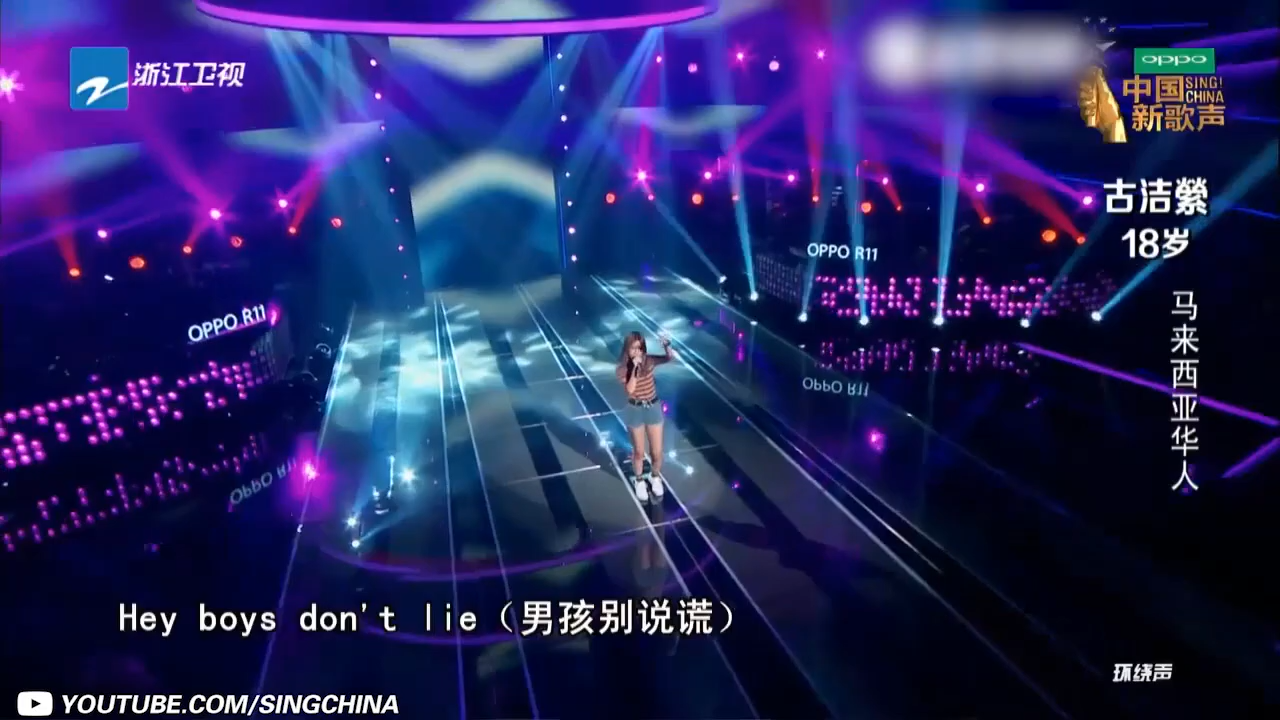 浙江卫视
oppo
中国
新歌声
SING!
CHINA
古洁縈
18岁
马来西亚华人
OPPO R11
OPPO R11
OPPO R11
OPPO R11
Hey boys don't lie（男孩别说谎）
环绕声
YOUTUBE.COM/SINGCHINA